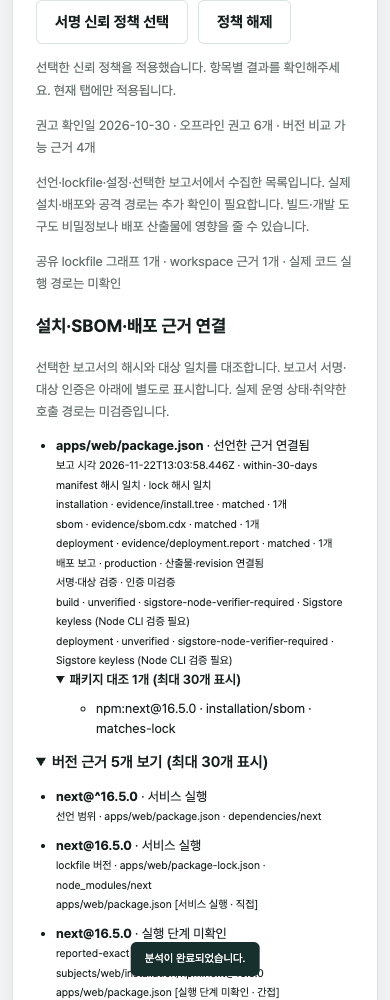 서명 신뢰 정책 선택
정책 해제
선택한 신뢰 정책을 적용했습니다. 항목별 결과를 확인해주세
요. 현재 탭에만 적용됩니다.
권고 확인일 2026-10-30 · 오프라인 권고 6개 · 버전 비교 가
능 근거 4개
선언·lockfile·설정·선택한 보고서에서 수집한 목록입니다. 실제
설치·배포와 공격 경로는 추가 확인이 필요합니다. 빌드·개발 도
구도 비밀정보나 배포 산출물에 영향을 줄 수 있습니다.
공유 lockfile 그래프 1개 · workspace 근거 1개 · 실제 코드 실
행 경로는 미확인
설치·SBOM·배포 근거 연결
선택한 보고서의 해시와 대상 일치를 대조합니다. 보고서 서명·
대상 인증은 아래에 별도로 표시합니다. 실제 운영 상태·취약한
호출 경로는 미검증입니다.
• apps/web/package.json · 선언한 근거 연결됨
보고 시각 2026-11-22T13:03:58.446Z · within-30-days
manifest 해시 일치 · lock 해시 일치
installation · evidence/install.tree · matched · 1개
sbom · evidence/sbom.cdx · matched · 1개
deployment · evidence/deployment.report · matched · 1개
배포 보고 · production · 산출물·revision 연결됨
서명·대상 검증 · 인증 미검증
build · unverified · sigstore-node-verifier-required · Sigstore
keyless (Node CLI 검증 필요)
deployment · unverified · sigstore-node-verifier-required ·
Sigstore keyless (Node CLI 검증 필요)
▼ 패키지 대조 1개 (최대 30개 표시)
◦ npm:next@16.5.0 · installation/sbom ·
matches-lock
▼ 버전 근거 5개 보기 (최대 30개 표시)
• next@^16.5.0 · 서비스 실행
선언 범위 · apps/web/package.json · dependencies/next
• next@16.5.0 · 서비스 실행
lockfile 버전 · apps/web/package-lock.json ·
node_modules/next
apps/web/package.json [서비스 실행 · 직접]
• next@16.5.0 · 실행 단계 미확인
reported-exact
분석이 완료되었습니다.
apps/web/package.json [실행 단계 미확인 · 간접]